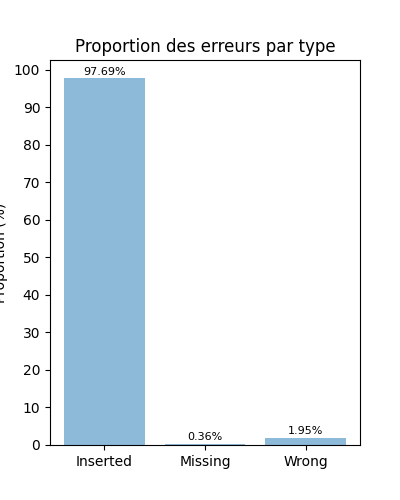 Proportion des erreurs par type
Proportion (%)
100
90
80
70
60
50
40
30
20
10
0
97.69%
0.36%
1.95%
Inserted
Missing
Wrong